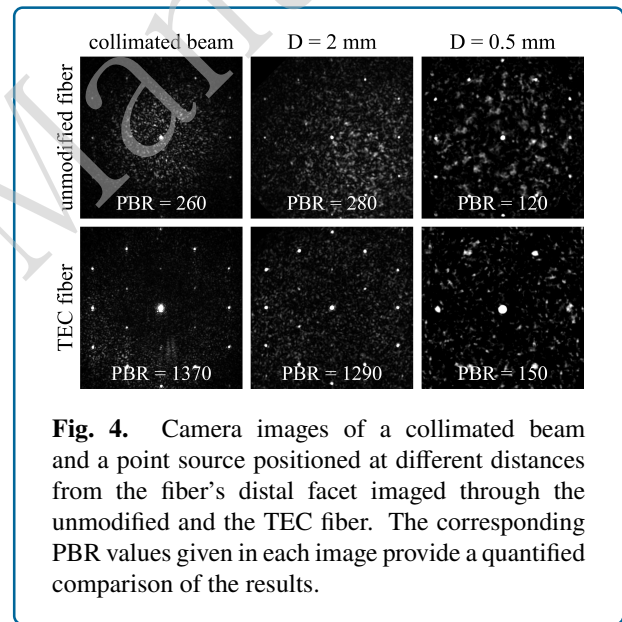 collimated beam D = 2 mm D = 0.5 mm
unmodified fiber
PBR = 260 PBR = 280 PBR = 120
TEC fiber
PBR = 1370 PBR = 1290 PBR = 150
Fig. 4. Camera images of a collimated beam
and a point source positioned at different distances
from the fiber's distal facet imaged through the
unmodified and the TEC fiber. The corresponding
PBR values given in each image provide a quantified
comparison of the results.